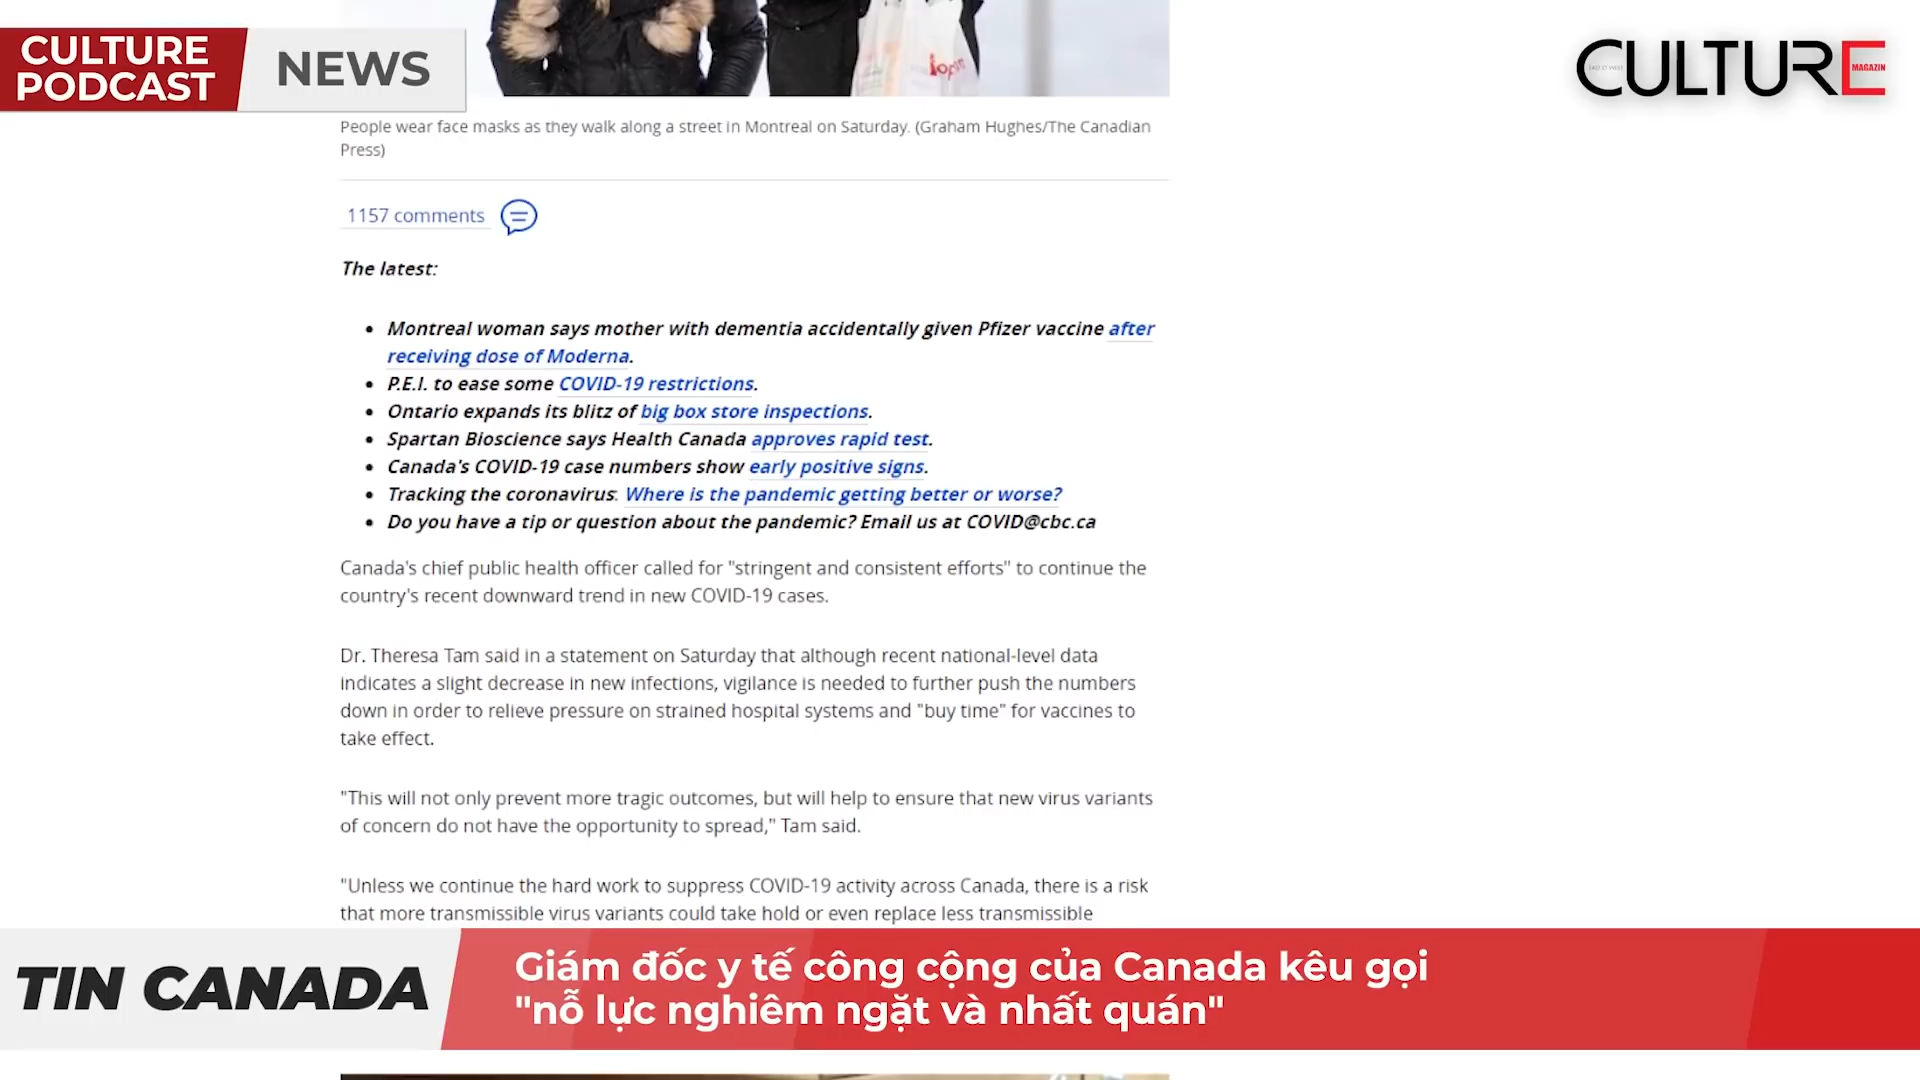 CULTURE
PODCAST
NEWS
CULTURE
MAGAZIN
People wear face masks as they walk along a street in Montreal on Saturday. (Graham Hughes/The Canadian
Press)
1157 comments
The latest:
• Montreal woman says mother with dementia accidentally given Pfizer vaccine after
receiving dose of Moderna.
• P.E.I. to ease some COVID-19 restrictions.
• Ontario expands its blitz of big box store inspections.
• Spartan Bioscience says Health Canada approves rapid test.
• Canada's COVID-19 case numbers show early positive signs.
• Tracking the coronavirus: Where is the pandemic getting better or worse?
• Do you have a tip or question about the pandemic? Email us at COVID@cbc.ca
Canada's chief public health officer called for "stringent and consistent efforts" to continue the
country's recent downward trend in new COVID-19 cases.
Dr. Theresa Tam said in a statement on Saturday that although recent national-level data
indicates a slight decrease in new infections, vigilance is needed to further push the numbers
down in order to relieve pressure on strained hospital systems and "buy time" for vaccines to
take effect.
"This will not only prevent more tragic outcomes, but will help to ensure that new virus variants
of concern do not have the opportunity to spread," Tam said.
"Unless we continue the hard work to suppress COVID-19 activity across Canada, there is a risk
that more transmissible virus variants could take hold or even replace less transmissible
TIN CANADA
Giám đốc y tế công cộng của Canada kêu gọi
"nỗ lực nghiêm ngặt và nhất quán"